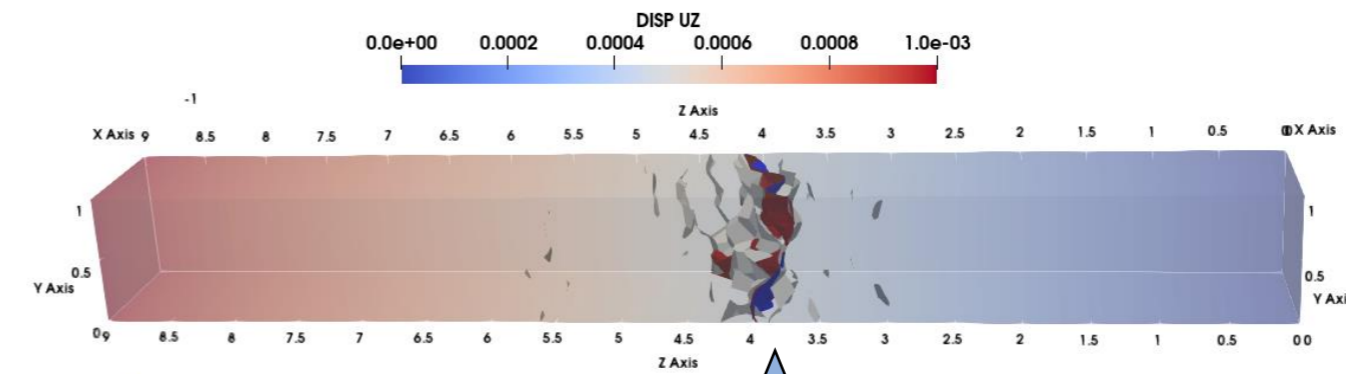 DISP UZ
0.0e+00 0.0002 0.0004 0.0006 0.0008 1.0e-03
-1
Z Axis
X Axis 9 8.5 8 7.5 7 6.5 6 5.5 5 4.5 4 3.5 3 2.5 2 1.5 1 0.5 0 X Axis
1 1
0.5 0.5
Y Axis Y Axi
0 9 8.5 8 7.5 7 6.5 6 5.5 5 4.5 4 3.5 3 2.5 2 1.5 1 0.5 0 0
Z Axis